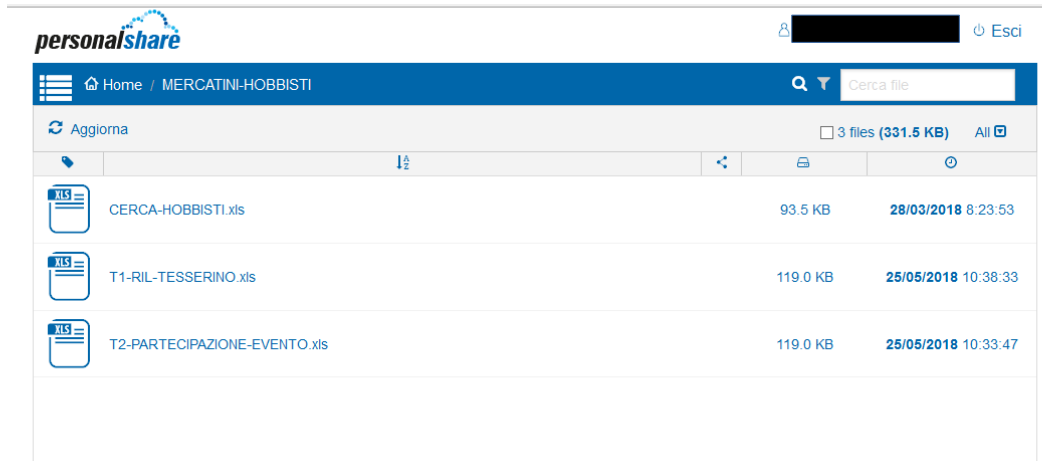 personalshare
Esci
Home / MERCATINI-HOBBISTI
Cerca file
Aggiorna
3 files (331.5 KB) All
XLS CERCA-HOBBISTI.xls 93.5 KB 28/03/2018 8:23:53
XLS T1-RIL-TESSERINO.xls 119.0 KB 25/05/2018 10:38:33
XLS T2-PARTECIPAZIONE-EVENTO.xls 119.0 KB 25/05/2018 10:33:47